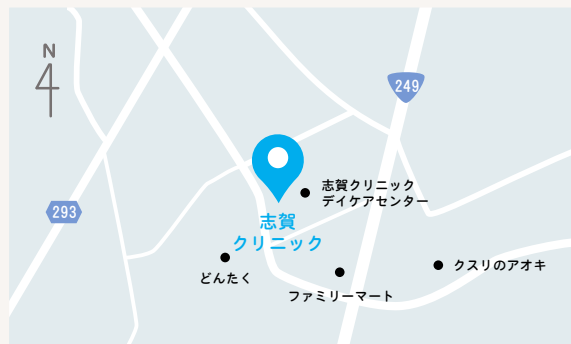 N
249
志賀クリニック
デイケアセンター
293
志賀
クリニック
どんたく
クスリのアオキ
ファミリーマート